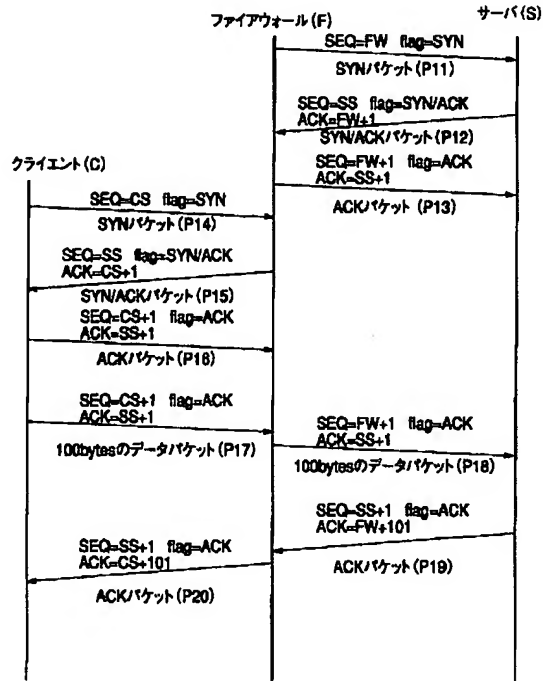 ファイアウォール(F)
サーバ(S)
SEQ=FW flag=SYN
SYNパケット(P11)
SEQ=SS flag=SYN/ACK
ACK=FW+1
SYN/ACKパケット(P12)
クライエント(C)
SEQ=FW+1 flag=ACK
ACK=SS+1
ACKパケット(P13)
SEQ=CS flag=SYN
SYNパケット(P14)
SEQ=SS flag=SYN/ACK
ACK=CS+1
SYN/ACKパケット(P15)
SEQ=CS+1 flag=ACK
ACK=SS+1
ACKパケット(P16)
SEQ=CS+1 flag=ACK
ACK=SS+1
100bytesのデータパケット(P17)
SEQ=FW+1 flag=ACK
ACK=SS+1
100bytesのデータパケット(P18)
SEQ=SS+1 flag=ACK
ACK=FW+101
ACKパケット(P19)
SEQ=SS+1 flag=ACK
ACK=CS+101
ACKパケット(P20)